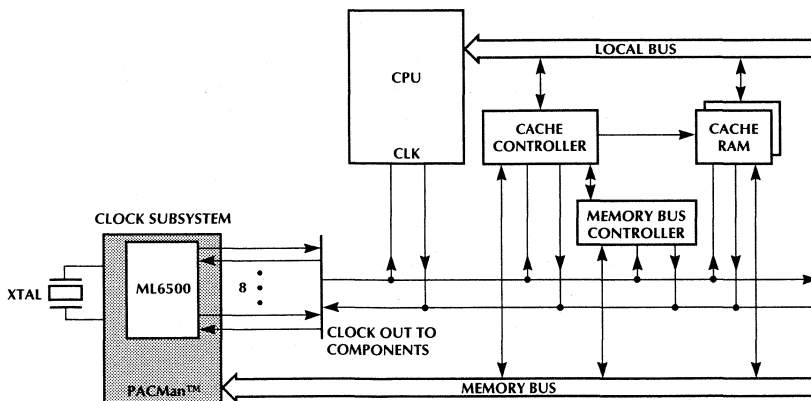 LOCAL BUS
CPU
CLK
CACHE
CONTROLLER
CACHE
RAM
MEMORY BUS
CONTROLLER
CLOCK SUBSYSTEM
XTAL
ML6500
8
CLOCK OUT TO
COMPONENTS
PACMan™
MEMORY BUS